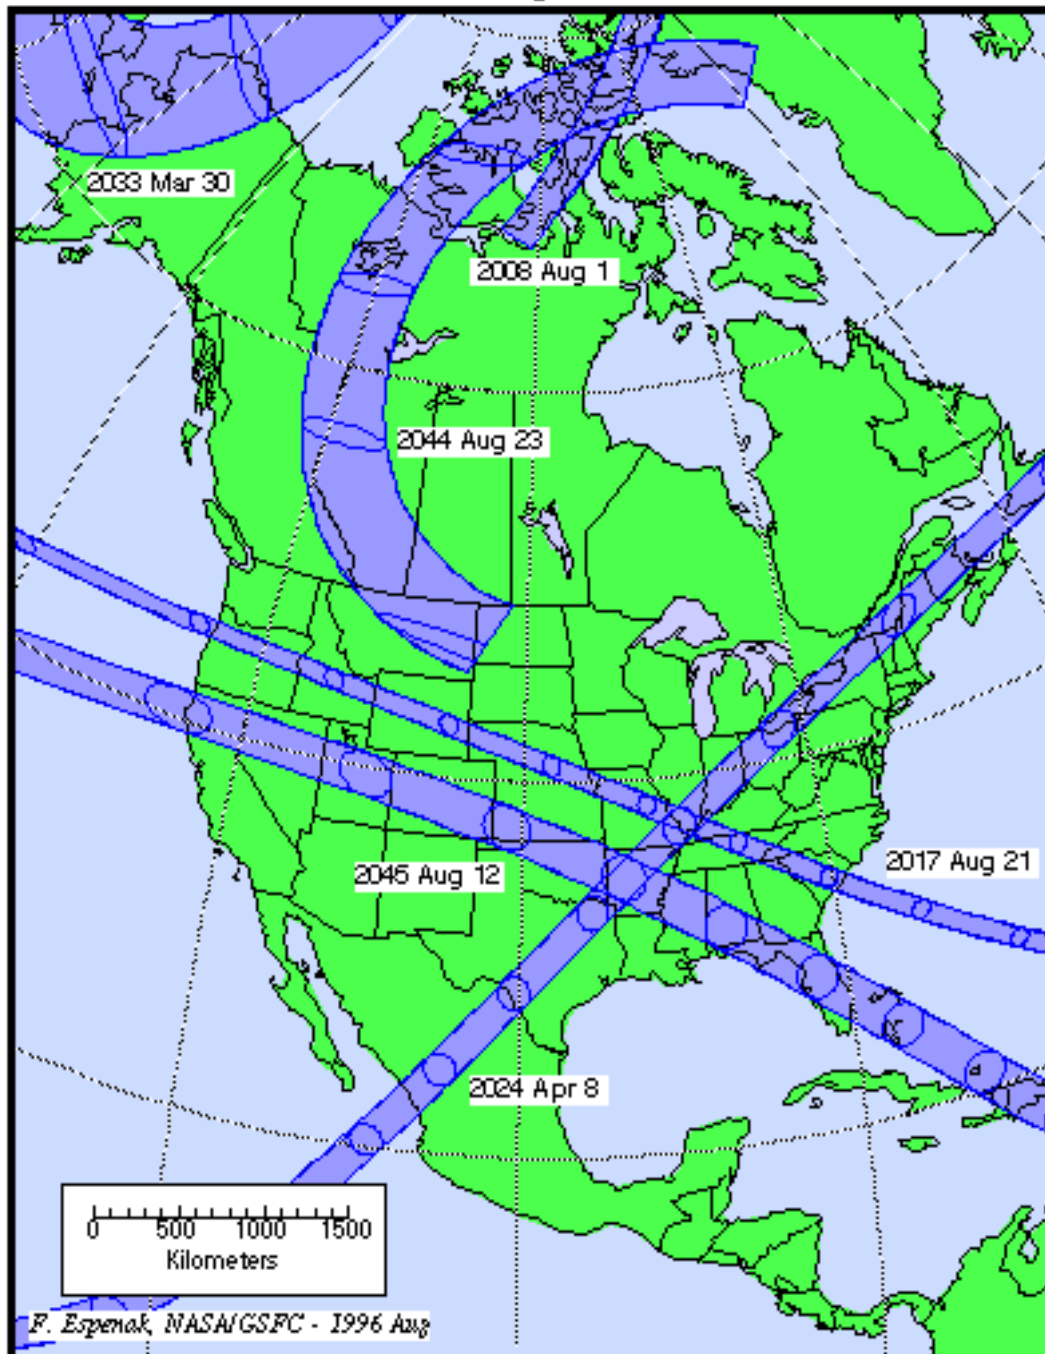 2033 Mar 30
2008 Aug 1
2044 Aug 23
2017 Aug 21
2045 Aug 12
2024 Apr 8
0 500 1000 1500
Kilometers
F. Espenak, NASA/GSFC - 1996 Aug